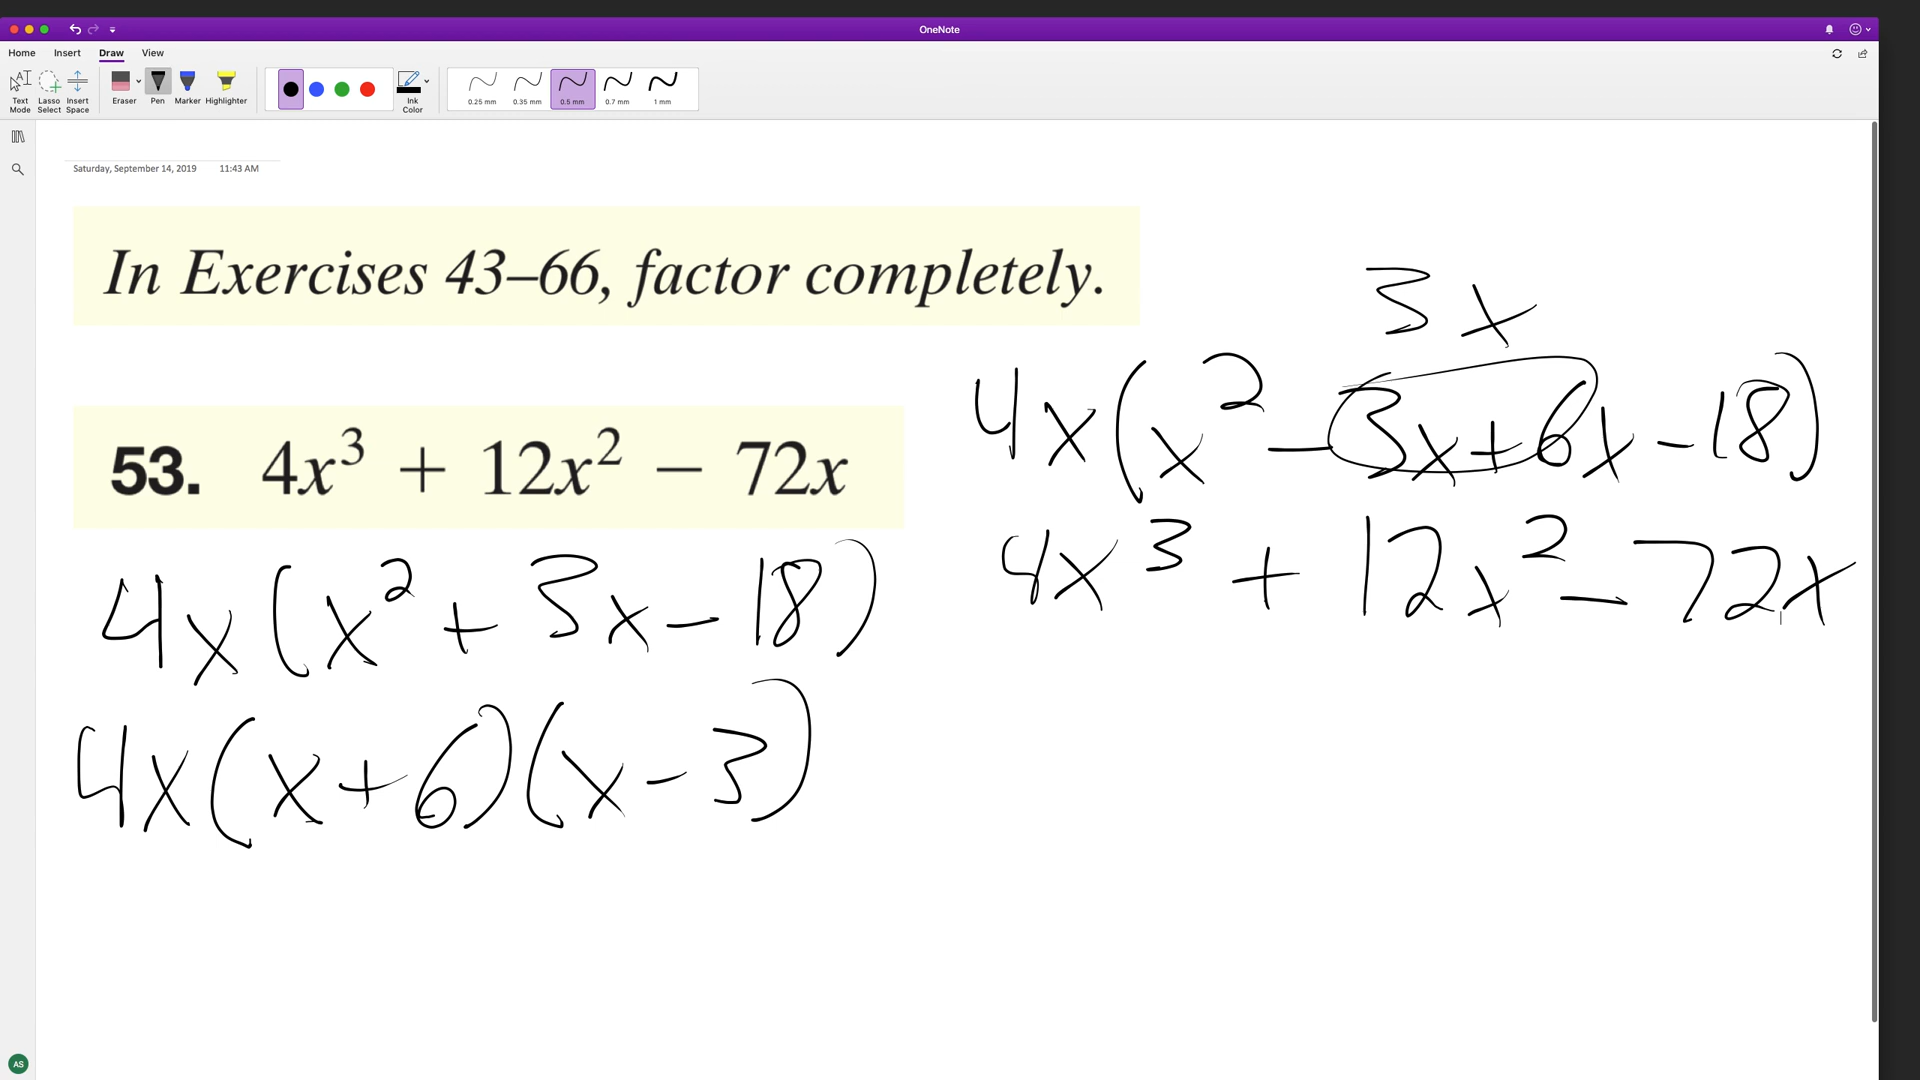 OneNote
Home Insert Draw View
Text Mode
Lasso Select
Insert Space
Eraser
Pen
Marker
Highlighter
Ink Color
0.25 mm
0.35 mm
0.5 mm
0.7 mm
1 mm
Saturday, September 14, 2019 11:43 AM
In Exercises 43–66, factor completely.
53. 4x³ + 12x² − 72x
4x(x² + 3x − 18)
4x(x+6)(x−3)
3x
4x(x² − 3x + 6x − 18)
4x³ + 12x² − 72x
AS